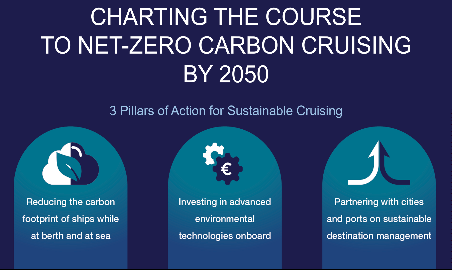 CHARTING THE COURSE
TO NET-ZERO CARBON CRUISING
BY 2050
3 Pillars of Action for Sustainable Cruising
Reducing the carbon
footprint of ships while
at berth and at sea
€
Investing in advanced
environmental
technologies onboard
Partnering with cities
and ports on sustainable
destination management